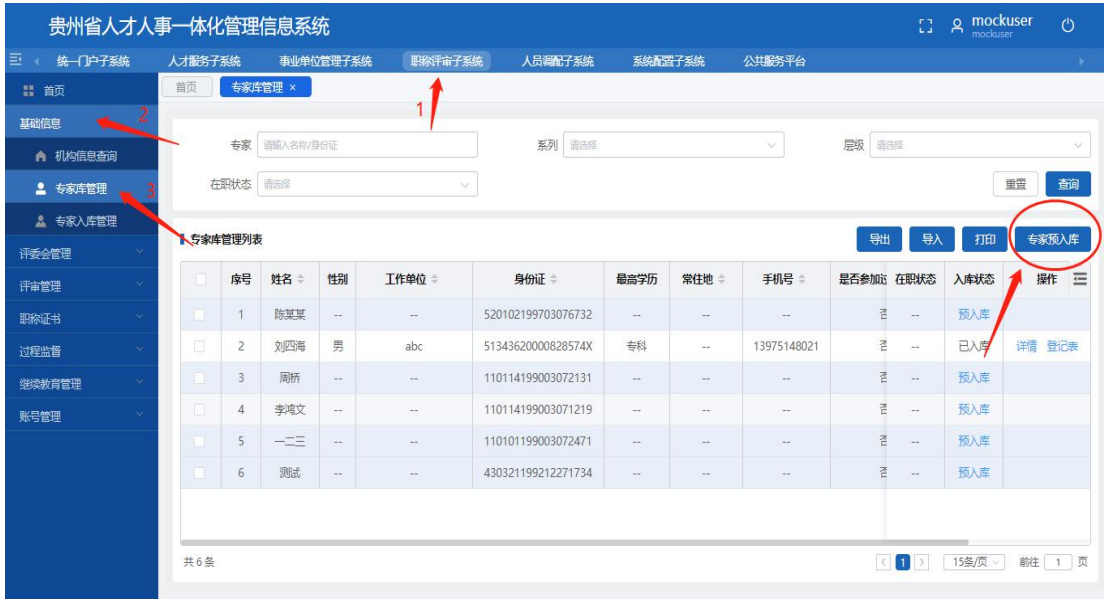 贵州省人才人事一体化管理信息系统 mockuser
mockuser
统一门户子系统 人才服务子系统 事业单位管理子系统 职称评审子系统 人员调配子系统 系统配置子系统 公共服务平台
首页 首页 专家库管理 ×
1
基础信息 2
专家 请输入名称/身份证 系列 请选择 层级 请选择
机构信息查询
专家库管理 3 在职状态 请选择 重置 查询
专家入库管理
评委会管理 专家库管理列表 导出 导入 打印 专家预入库
评审管理 序号 姓名 性别 工作单位 身份证 最高学历 常住地 手机号 是否参加过 在职状态 入库状态 操作
职称证书 1 陈某某 -- -- 520102199703076732 -- -- -- 否 -- 预入库
过程监督 2 刘四海 男 abc 51343620000828574X 专科 -- 13975148021 否 -- 已入库 详情 登记表
继续教育管理 3 周桥 -- -- 110114199003072131 -- -- -- 否 -- 预入库
账号管理 4 李鸿文 -- -- 110114199003071219 -- -- -- 否 -- 预入库
5 一二三 -- -- 110101199003072471 -- -- -- 否 -- 预入库
6 测试 -- -- 430321199212271734 -- -- -- 否 -- 预入库
共 6 条 < 1 > 15条/页 前往 1 页